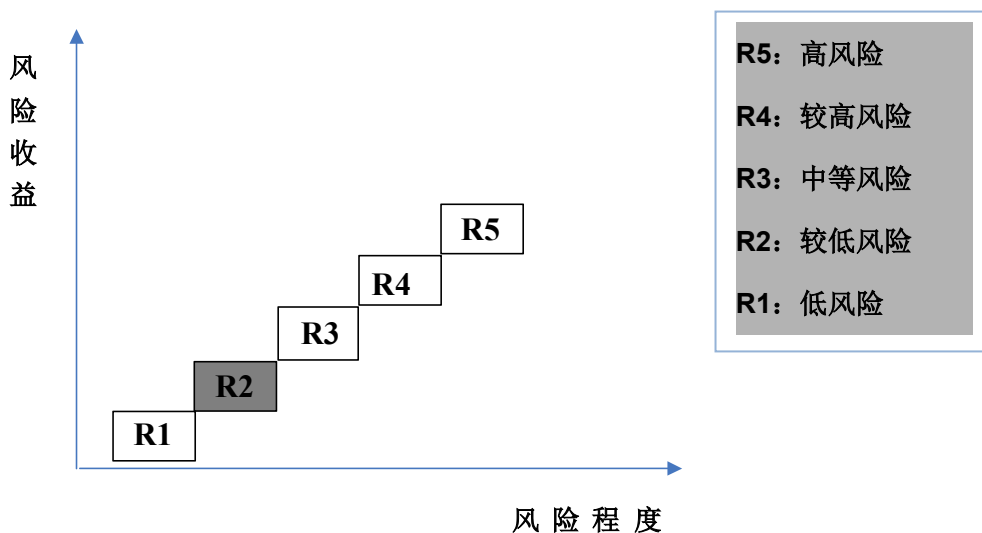 风
险
收
益
R5：高风险
R4：较高风险
R3：中等风险
R2：较低风险
R1：低风险
R5
R4
R3
R2
R1
风 险 程 度